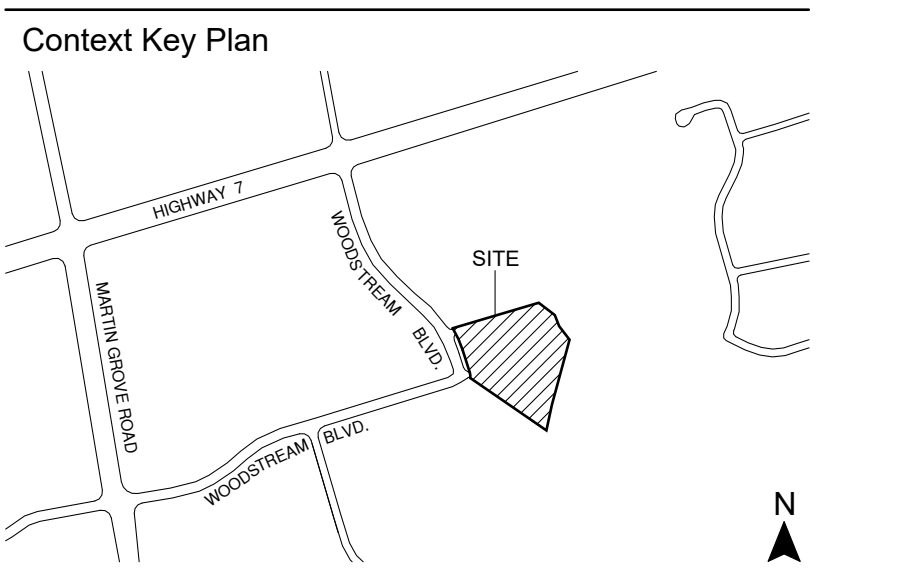 Context Key Plan
HIGHWAY 7
WOODSTREAM
BLVD.
SITE
MARTIN GROVE ROAD
WOODSTREAM
BLVD.
N